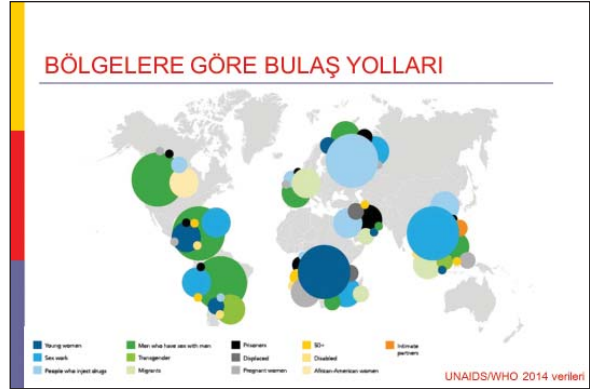 BÖLGELERE GÖRE BULAŞ YOLLARI
Young women
Men who have sex with men
Prisoners
50+
Intimate
partners
Sex work
Transgender
Displaced
Disabled
People who inject drugs
Migrants
Pregnant women
African-American women
UNAIDS/WHO 2014 verileri